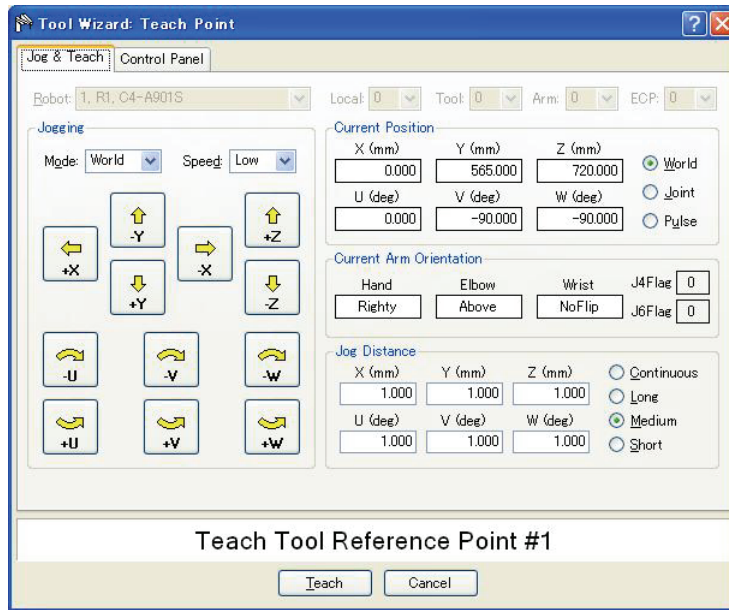 Tool Wizard: Teach Point
Jog & Teach Control Panel
Robot: 1, R1, C4-A901S Local: 0 Tool: 0 Arm: 0 ECP: 0
Jogging
Mode: World Speed: Low
-Y +Z
+X -X
+Y -Z
-U -V -W
+U +V +W
Current Position
X (mm) Y (mm) Z (mm)
0.000 565.000 720.000
U (deg) V (deg) W (deg)
0.000 -90.000 -90.000
World
Joint
Pulse
Current Arm Orientation
Hand Elbow Wrist J4Flag 0
Righty Above NoFlip J6Flag 0
Jog Distance
X (mm) Y (mm) Z (mm)
1.000 1.000 1.000
U (deg) V (deg) W (deg)
1.000 1.000 1.000
Continuous
Long
Medium
Short
Teach Tool Reference Point #1
Teach Cancel